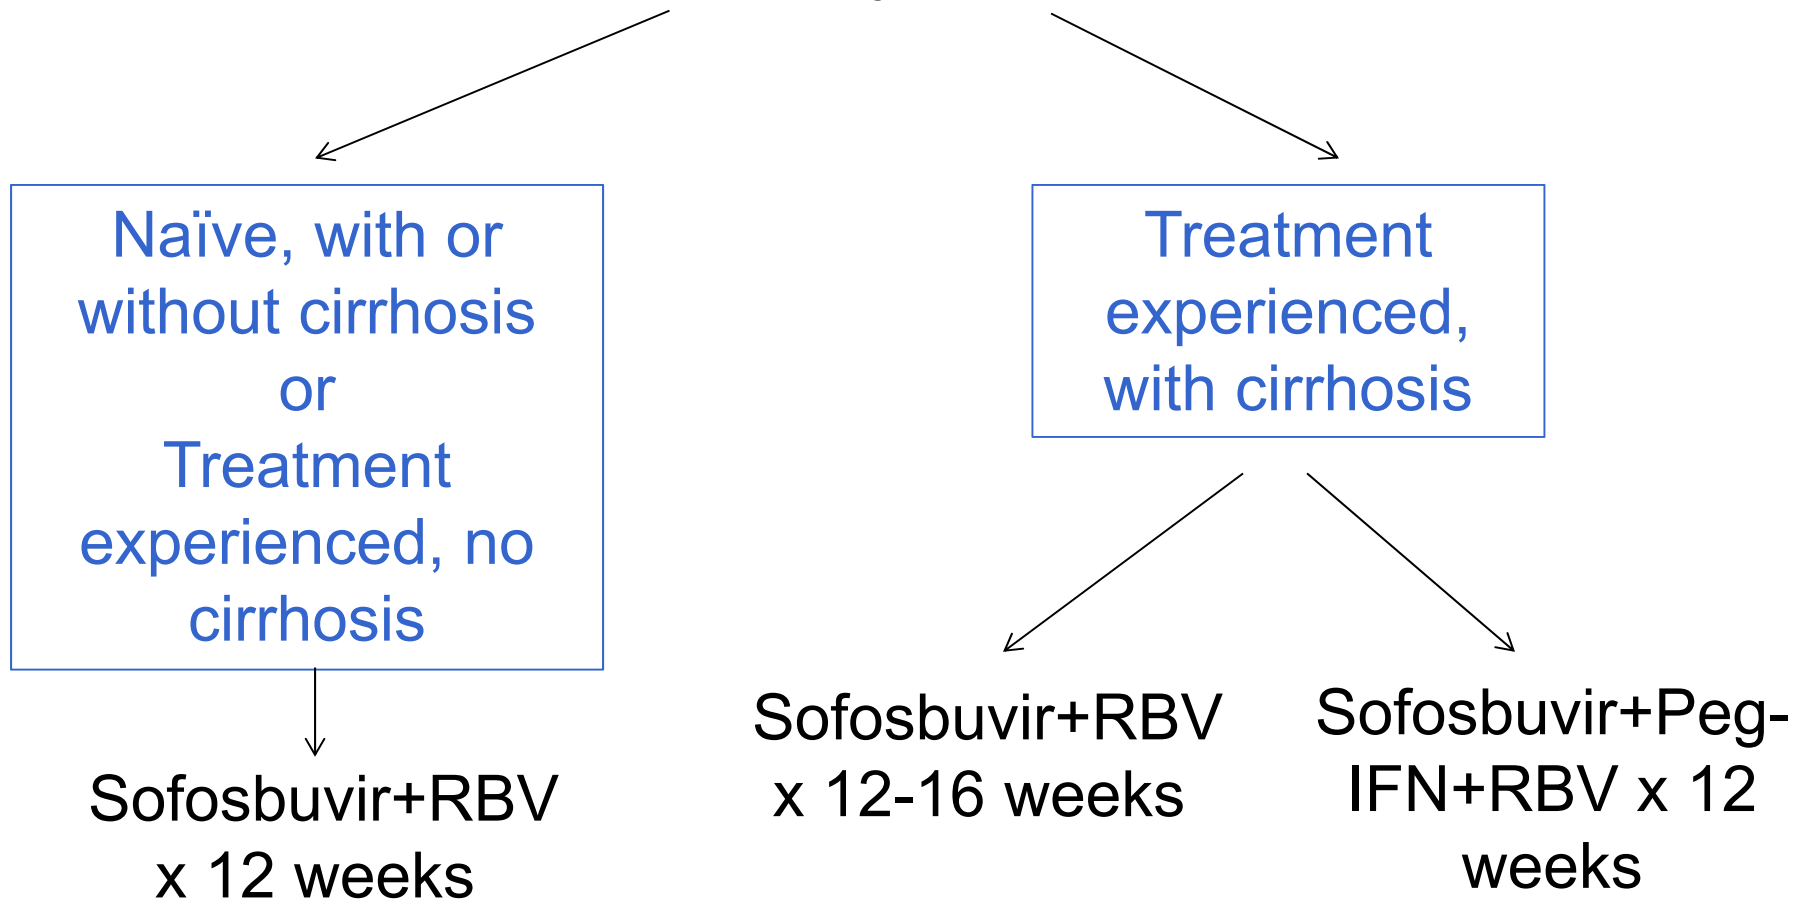 Naïve, with or
without cirrhosis
or
Treatment
experienced, no
cirrhosis
Treatment
experienced,
with cirrhosis
Sofosbuvir+RBV
x 12 weeks
Sofosbuvir+RBV
x 12-16 weeks
Sofosbuvir+Peg-
IFN+RBV x 12
weeks